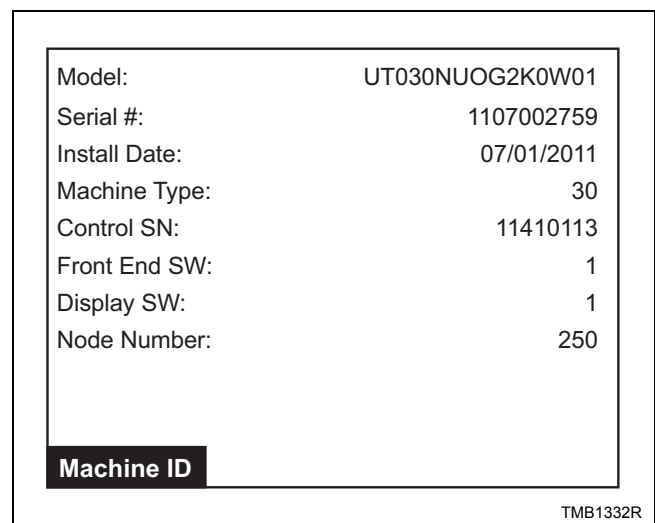 Model: UT030NUOG2K0W01
Serial #: 1107002759
Install Date: 07/01/2011
Machine Type: 30
Control SN: 11410113
Front End SW: 1
Display SW: 1
Node Number: 250
Machine ID
TMB1332R